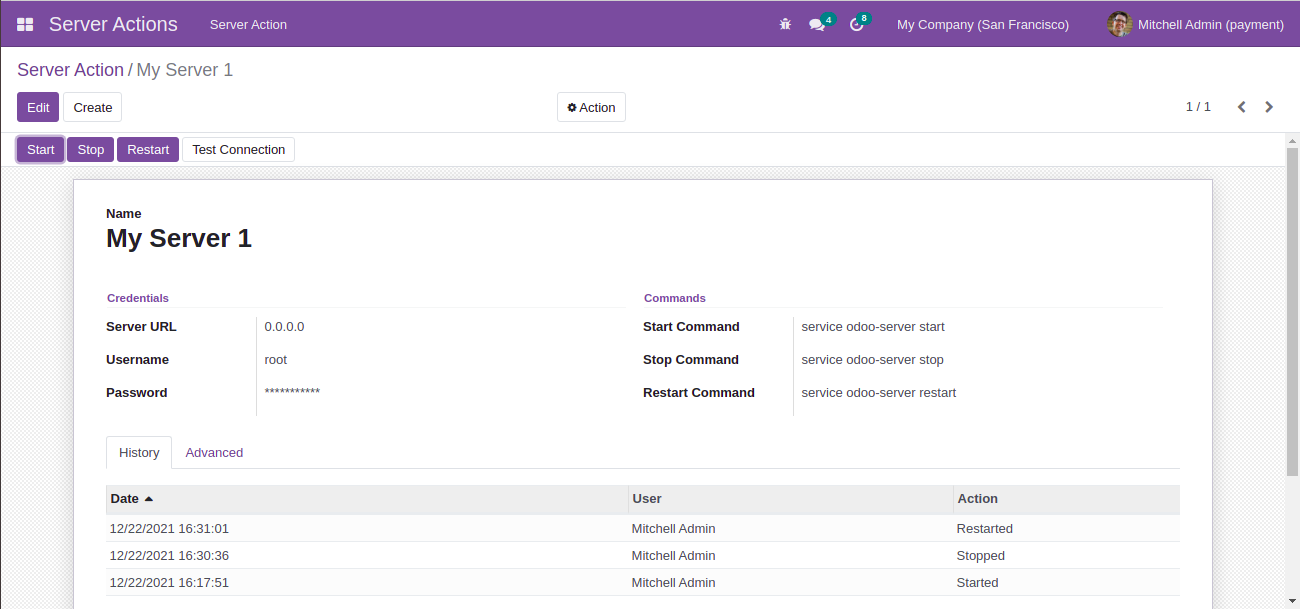 Server Actions Server Action 4 8 My Company (San Francisco) Mitchell Admin (payment)
Server Action / My Server 1
Edit Create Action 1 / 1
Start Stop Restart Test Connection
Name
My Server 1
Credentials Commands
Server URL 0.0.0.0 Start Command service odoo-server start
Username root Stop Command service odoo-server stop
Password *********** Restart Command service odoo-server restart
History Advanced
Date User Action
12/22/2021 16:31:01 Mitchell Admin Restarted
12/22/2021 16:30:36 Mitchell Admin Stopped
12/22/2021 16:17:51 Mitchell Admin Started